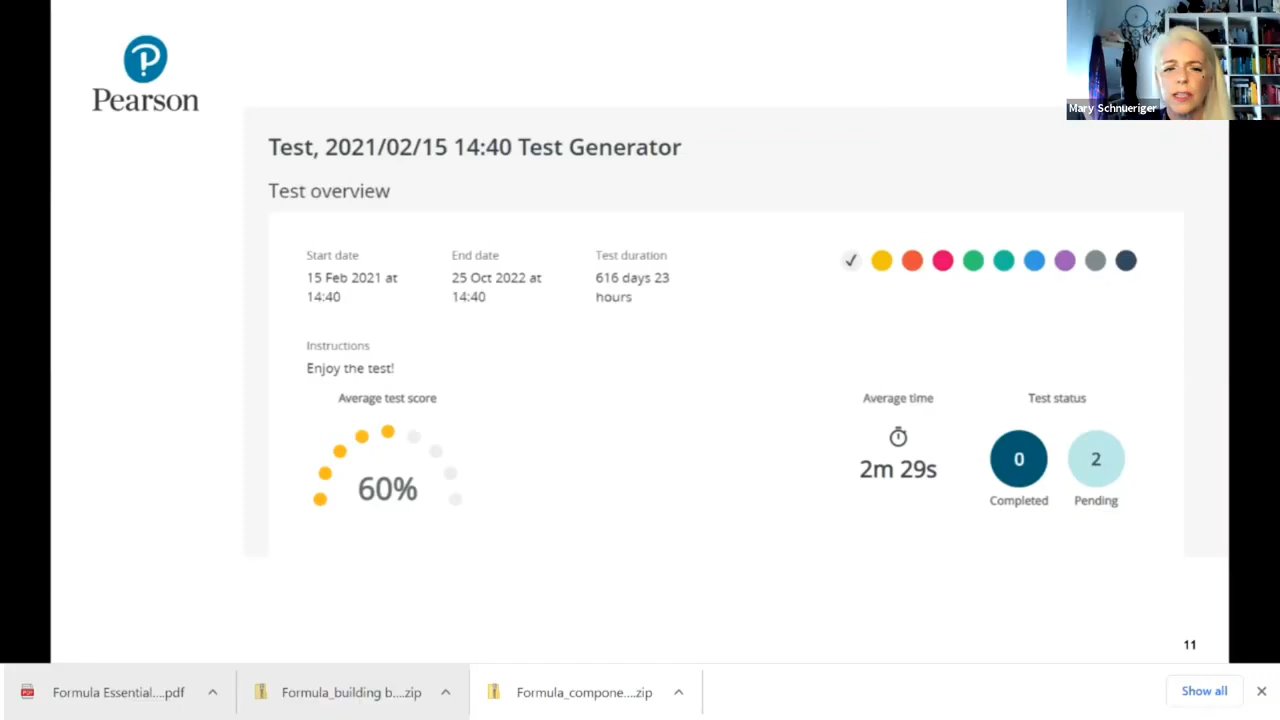 Pearson
Mary Schnueriger
Test, 2021/02/15 14:40 Test Generator
Test overview
Start date
15 Feb 2021 at
14:40
End date
25 Oct 2022 at
14:40
Test duration
616 days 23
hours
Instructions
Enjoy the test!
Average test score
60%
Average time
2m 29s
Test status
0
Completed
2
Pending
11
Formula Essential....pdf
Formula_building b....zip
Formula_compone....zip
Show all